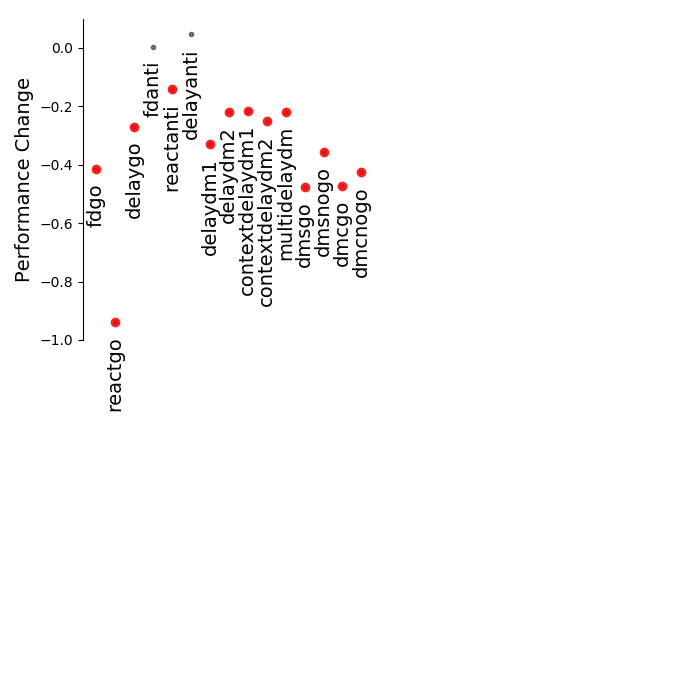 Performance Change
0.0
−0.2
−0.4
−0.6
−0.8
−1.0
fdgo
reactgo
delaygo
fdanti
reactanti
delayanti
delaydm1
delaydm2
contextdelaydm1
contextdelaydm2
multidelaydm
dmsgo
dmsnogo
dmcgo
dmcnogo